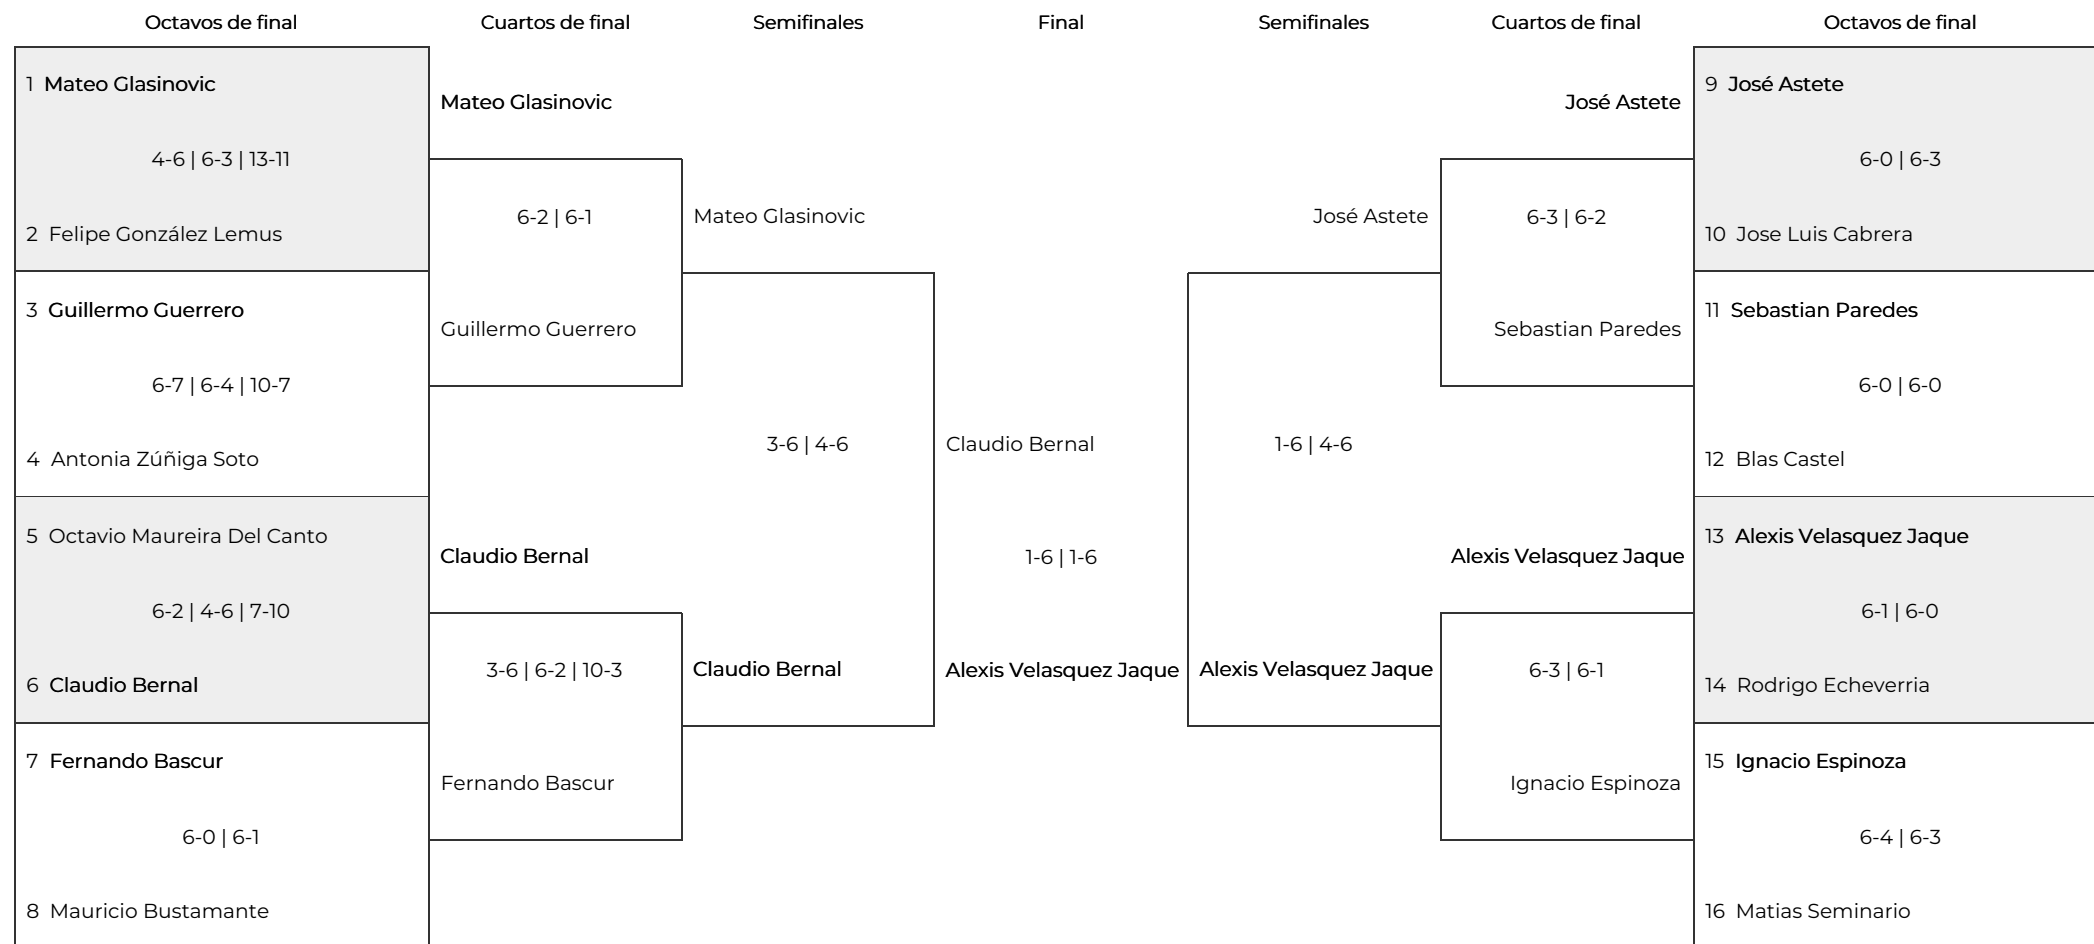 Octavos de final
Cuartos de final
Semifinales
Final
Semifinales
Cuartos de final
Octavos de final
1 Mateo Glasinovic
4-6 | 6-3 | 13-11
2 Felipe González Lemus
3 Guillermo Guerrero
6-7 | 6-4 | 10-7
4 Antonia Zúñiga Soto
5 Octavio Maureira Del Canto
6-2 | 4-6 | 7-10
6 Claudio Bernal
7 Fernando Bascur
6-0 | 6-1
8 Mauricio Bustamante
Mateo Glasinovic
6-2 | 6-1
Guillermo Guerrero
Claudio Bernal
3-6 | 6-2 | 10-3
Fernando Bascur
Mateo Glasinovic
3-6 | 4-6
Claudio Bernal
Claudio Bernal
1-6 | 1-6
Alexis Velasquez Jaque
José Astete
1-6 | 4-6
Alexis Velasquez Jaque
José Astete
6-3 | 6-2
Sebastian Paredes
Alexis Velasquez Jaque
6-3 | 6-1
Ignacio Espinoza
9 José Astete
6-0 | 6-3
10 Jose Luis Cabrera
11 Sebastian Paredes
6-0 | 6-0
12 Blas Castel
13 Alexis Velasquez Jaque
6-1 | 6-0
14 Rodrigo Echeverria
15 Ignacio Espinoza
6-4 | 6-3
16 Matias Seminario